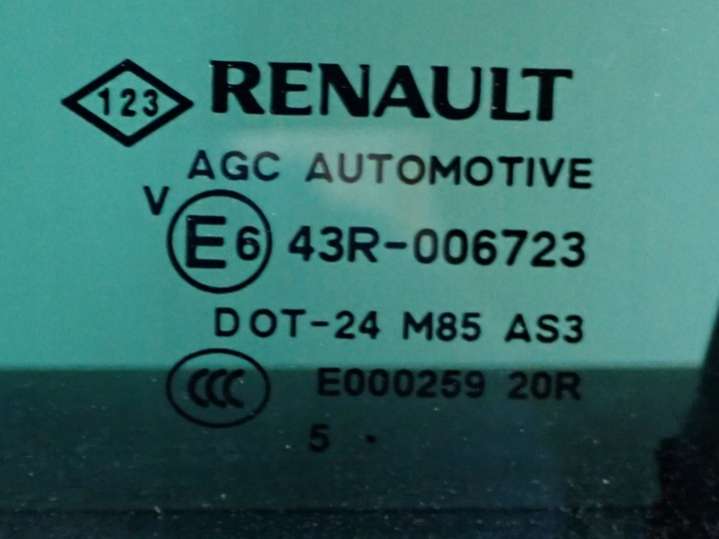 123 RENAULT
AGC AUTOMOTIVE
V
E6 43R-006723
DOT-24 M85 AS3
CCC E000259 20R
5 .